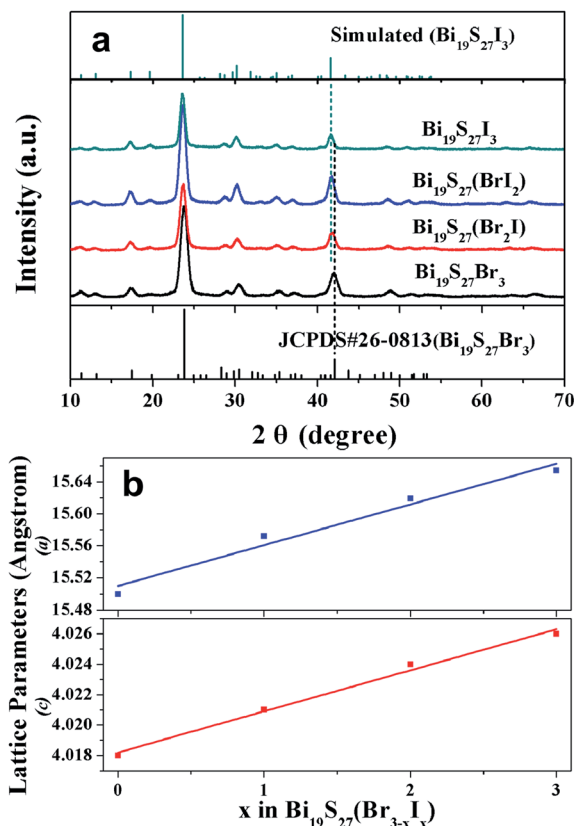 a
Simulated (Bi₁₉S₂₇I₃)
Intensity (a.u.)
Bi₁₉S₂₇I₃
Bi₁₉S₂₇(BrI₂)
Bi₁₉S₂₇(Br₂I)
Bi₁₉S₂₇Br₃
JCPDS#26-0813(Bi₁₉S₂₇Br₃)
10 20 30 40 50 60 70
2 θ (degree)
b
Lattice Parameters (Angstrom)
(a)
15.64
15.60
15.56
15.52
15.48
(c)
4.026
4.024
4.022
4.020
4.018
0 1 2 3
x in Bi₁₉S₂₇(Br₃₋ₓIₓ)